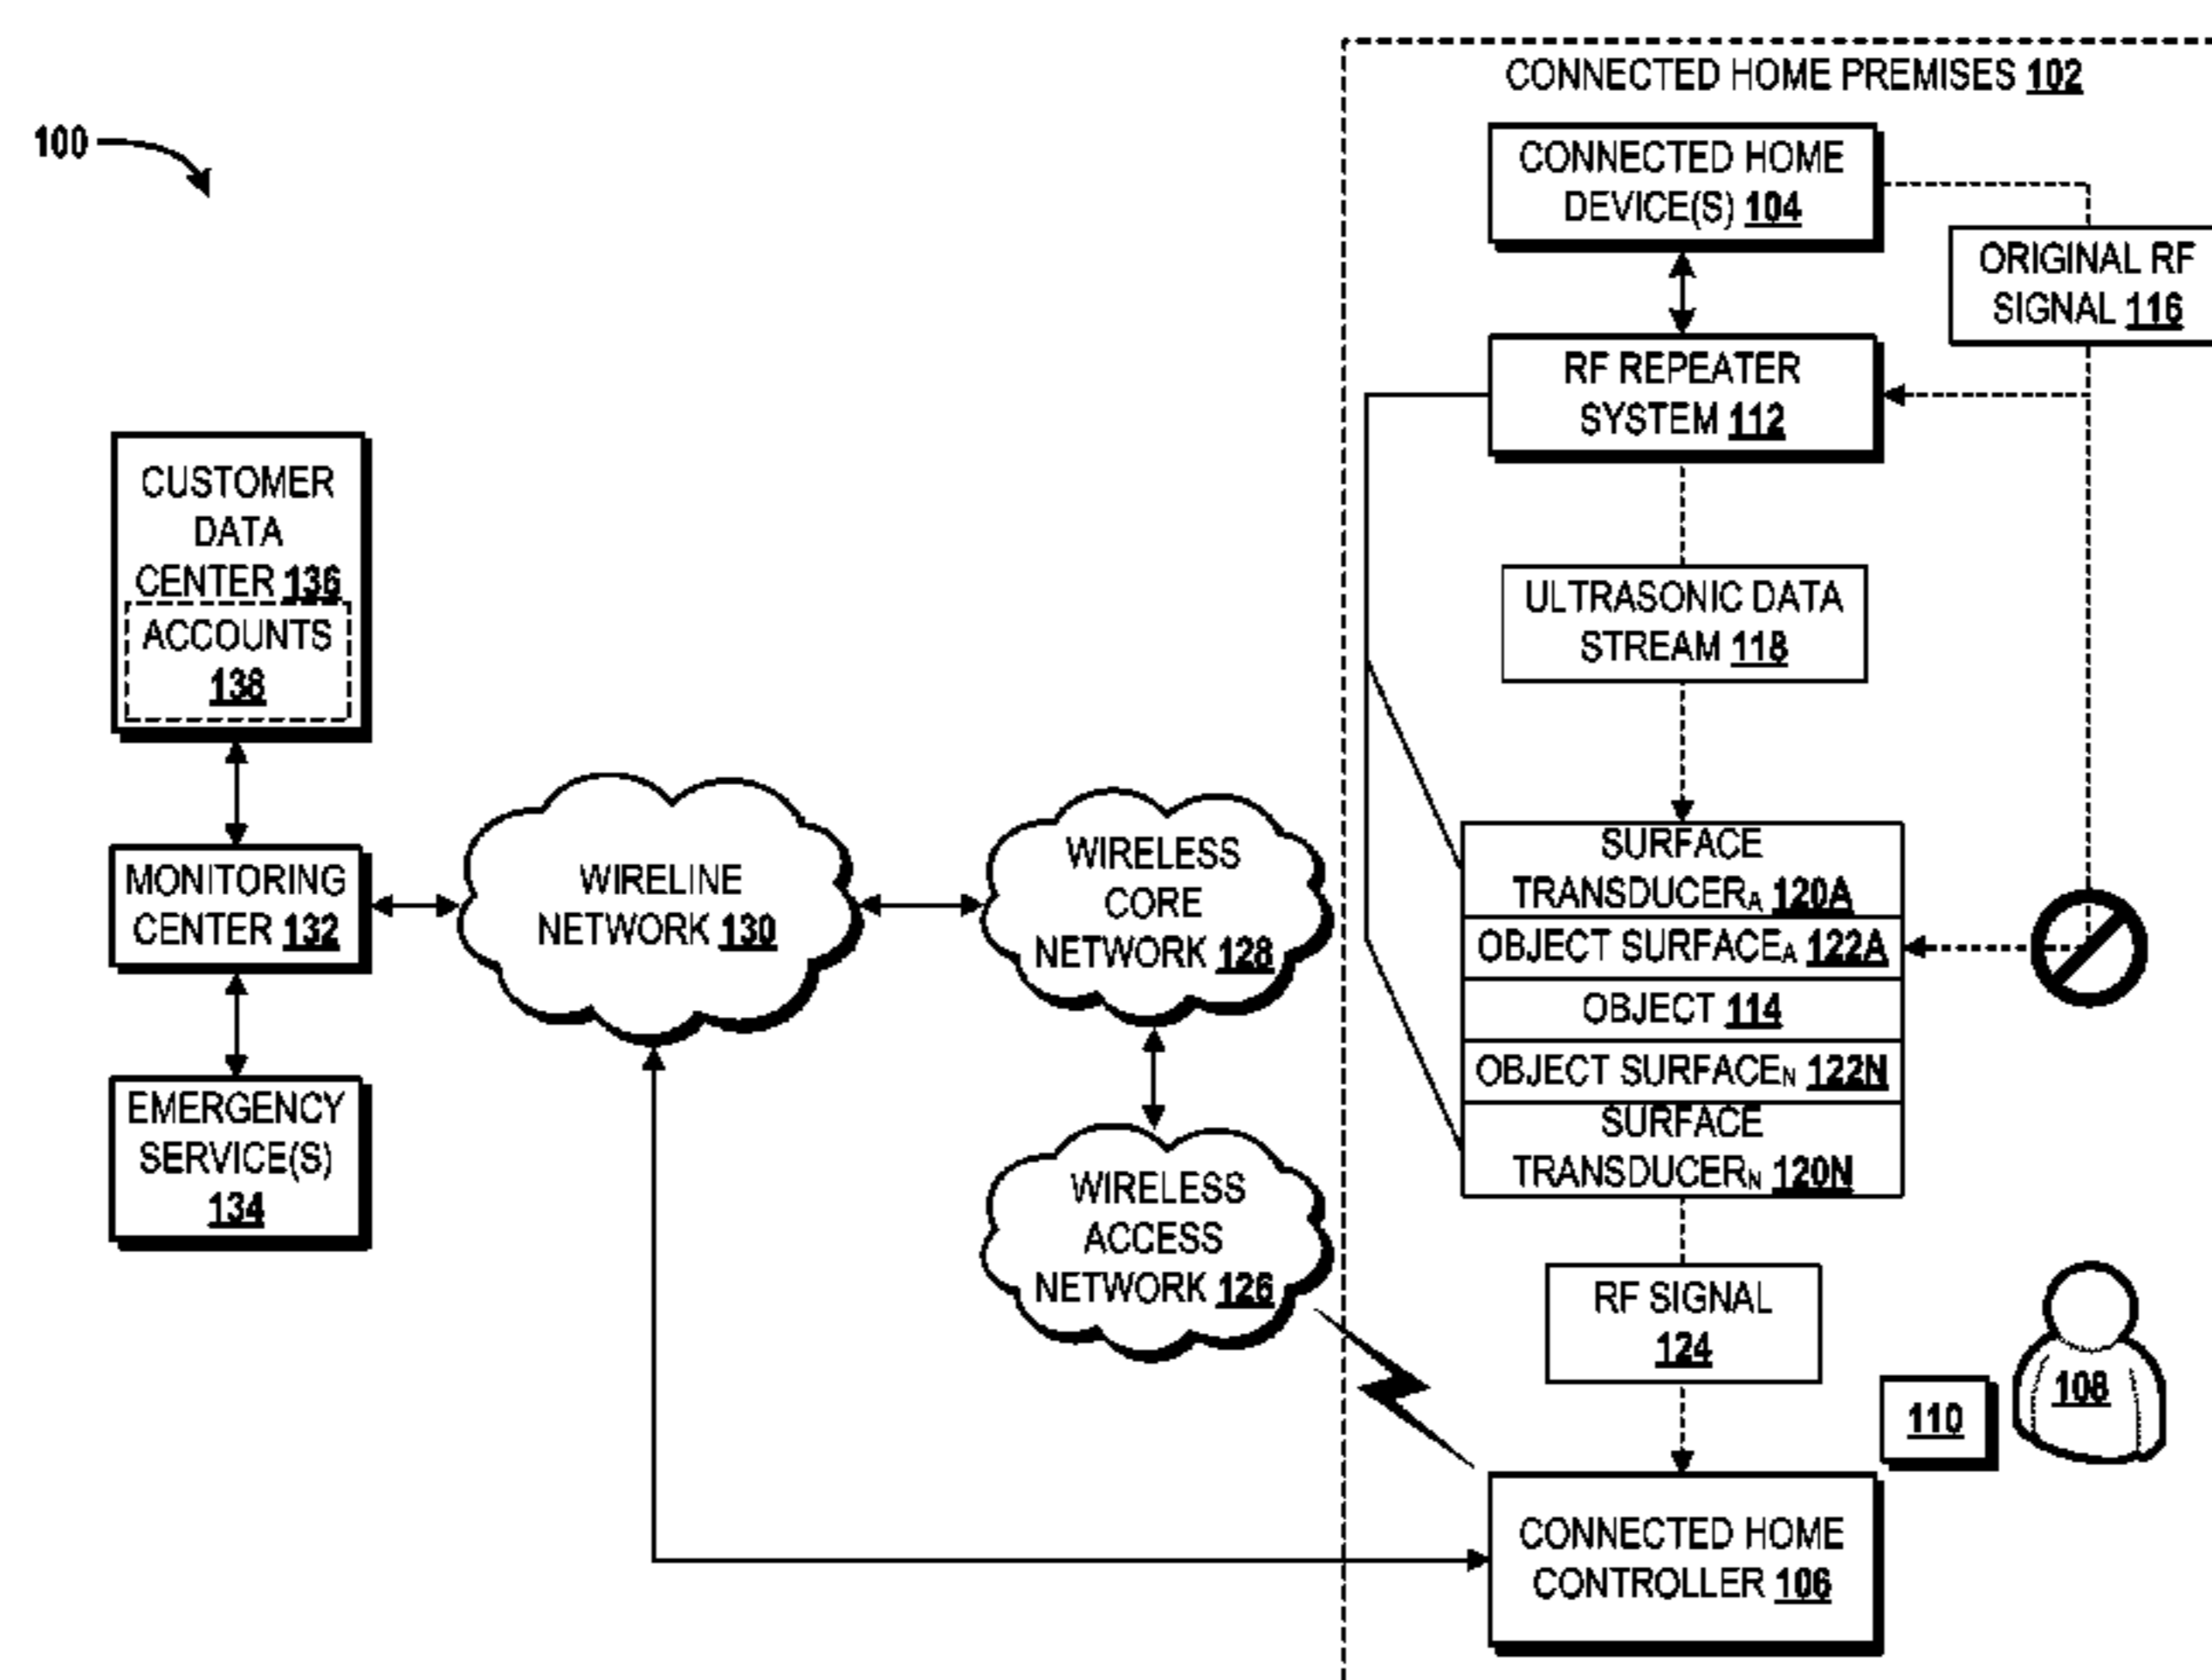 100
CONNECTED HOME PREMISES 102
CONNECTED HOME
DEVICE(S) 104
ORIGINAL RF
SIGNAL 116
RF REPEATER
SYSTEM 112
CUSTOMER
DATA
CENTER 136
ACCOUNTS
138
ULTRASONIC DATA
STREAM 118
MONITORING
CENTER 132
WIRELINE
NETWORK 130
WIRELESS
CORE
NETWORK 128
SURFACE
TRANSDUCERA 120A
OBJECT SURFACEA 122A
OBJECT 114
OBJECT SURFACEN 122N
SURFACE
TRANSDUCERN 120N
EMERGENCY
SERVICE(S)
134
WIRELESS
ACCESS
NETWORK 126
RF SIGNAL
124
108
110
CONNECTED HOME
CONTROLLER 106